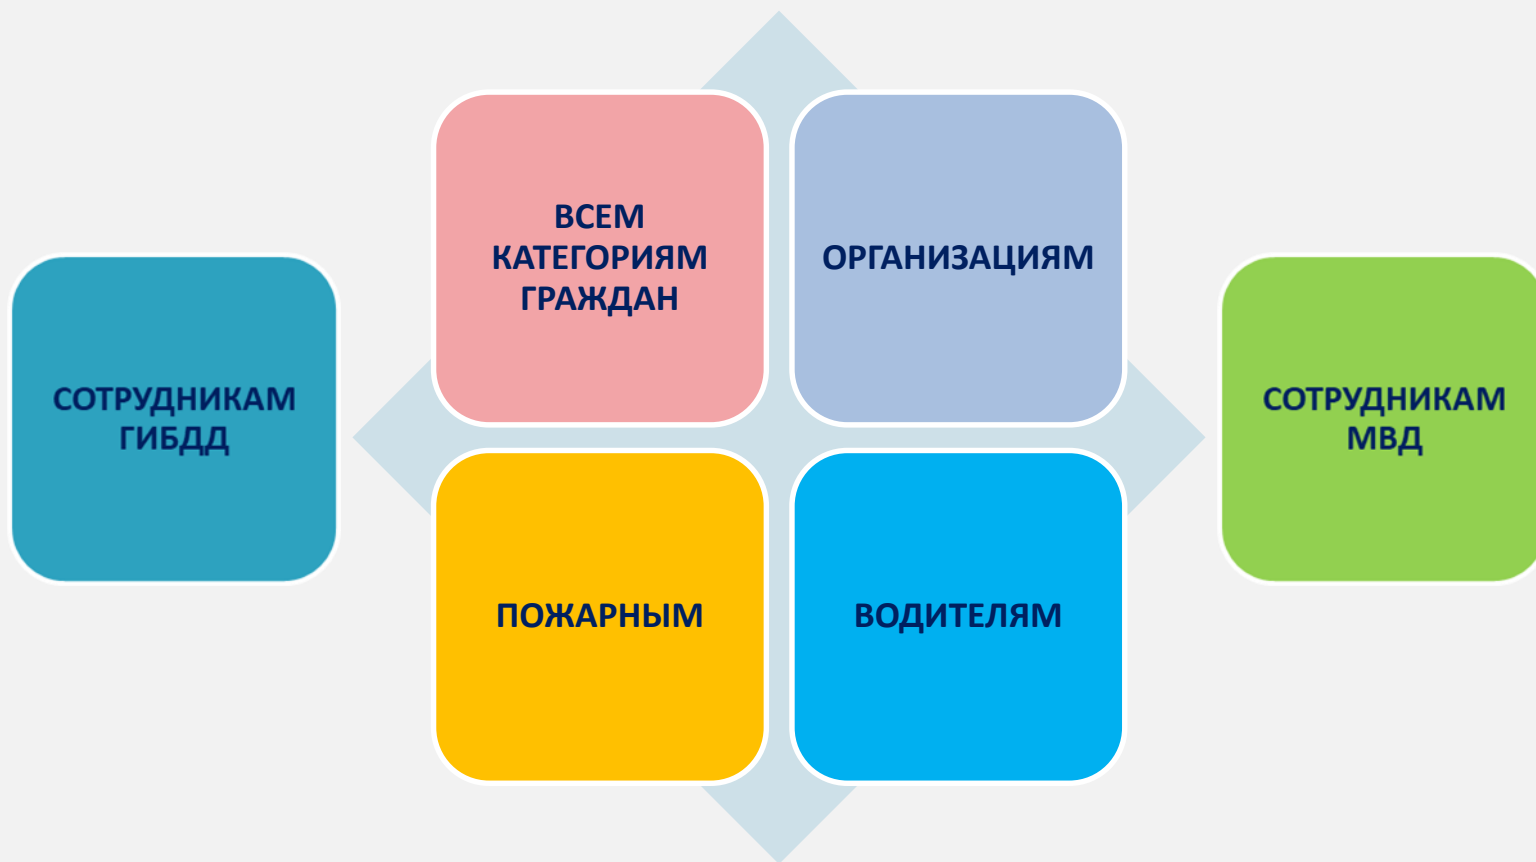 ВСЕМ
КАТЕГОРИЯМ
ГРАЖДАН
ОРГАНИЗАЦИЯМ
СОТРУДНИКАМ
ГИБДД
СОТРУДНИКАМ
МВД
ПОЖАРНЫМ
ВОДИТЕЛЯМ